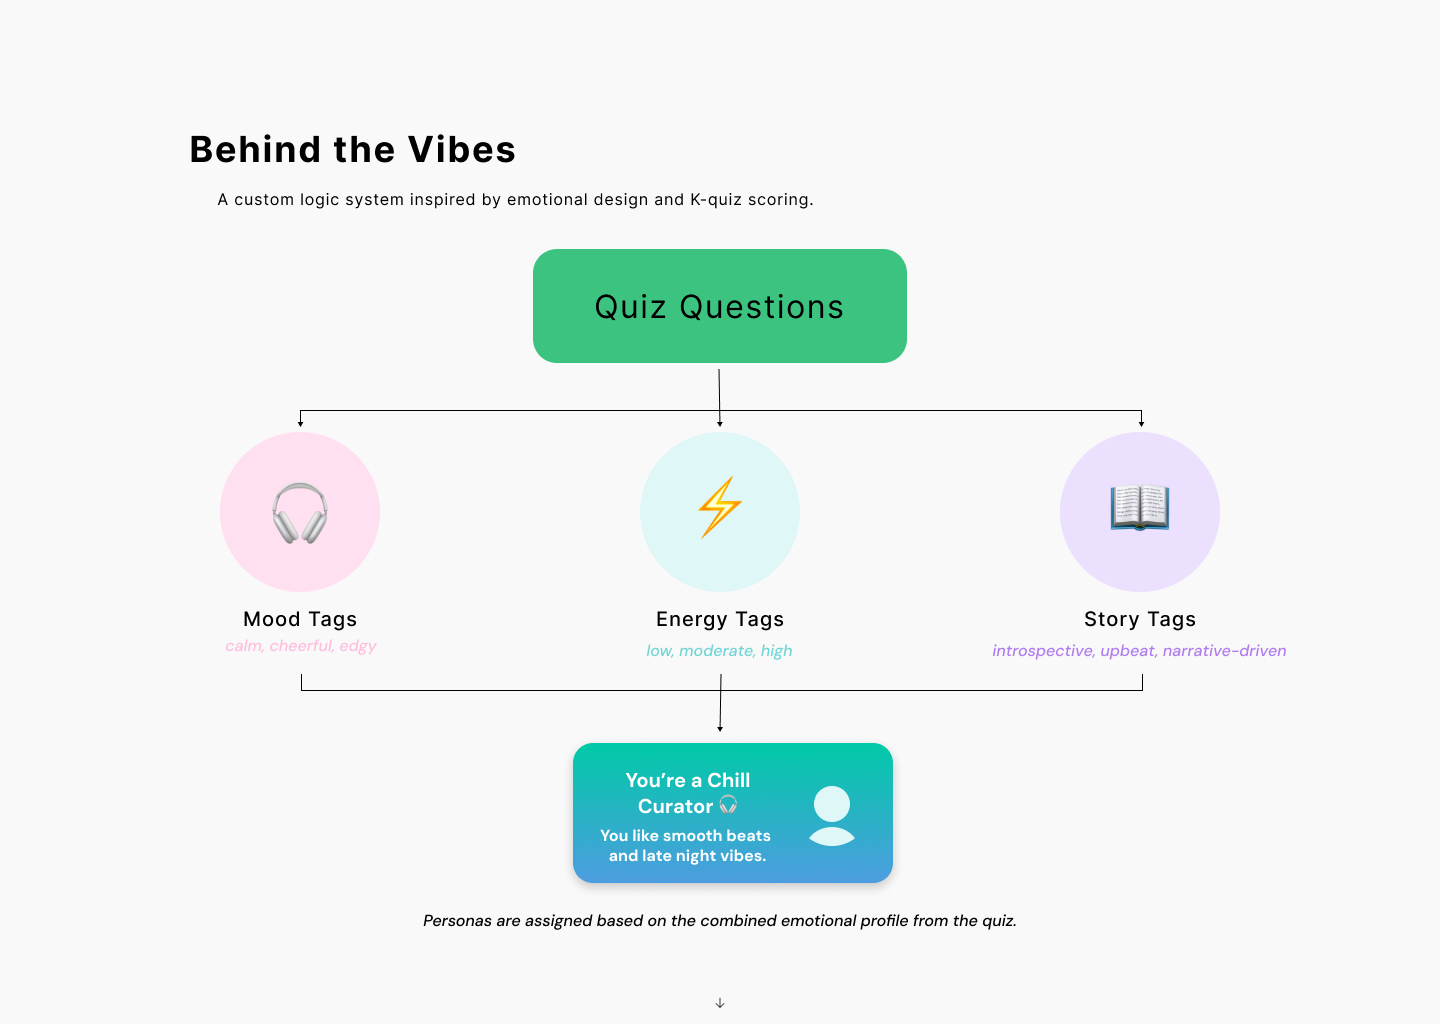 Behind the Vibes
A custom logic system inspired by emotional design and K-quiz scoring.
Quiz Questions
Mood Tags
calm, cheerful, edgy
Energy Tags
low, moderate, high
Story Tags
introspective, upbeat, narrative-driven
You’re a Chill
Curator 🎧
You like smooth beats
and late night vibes.
Personas are assigned based on the combined emotional profile from the quiz.